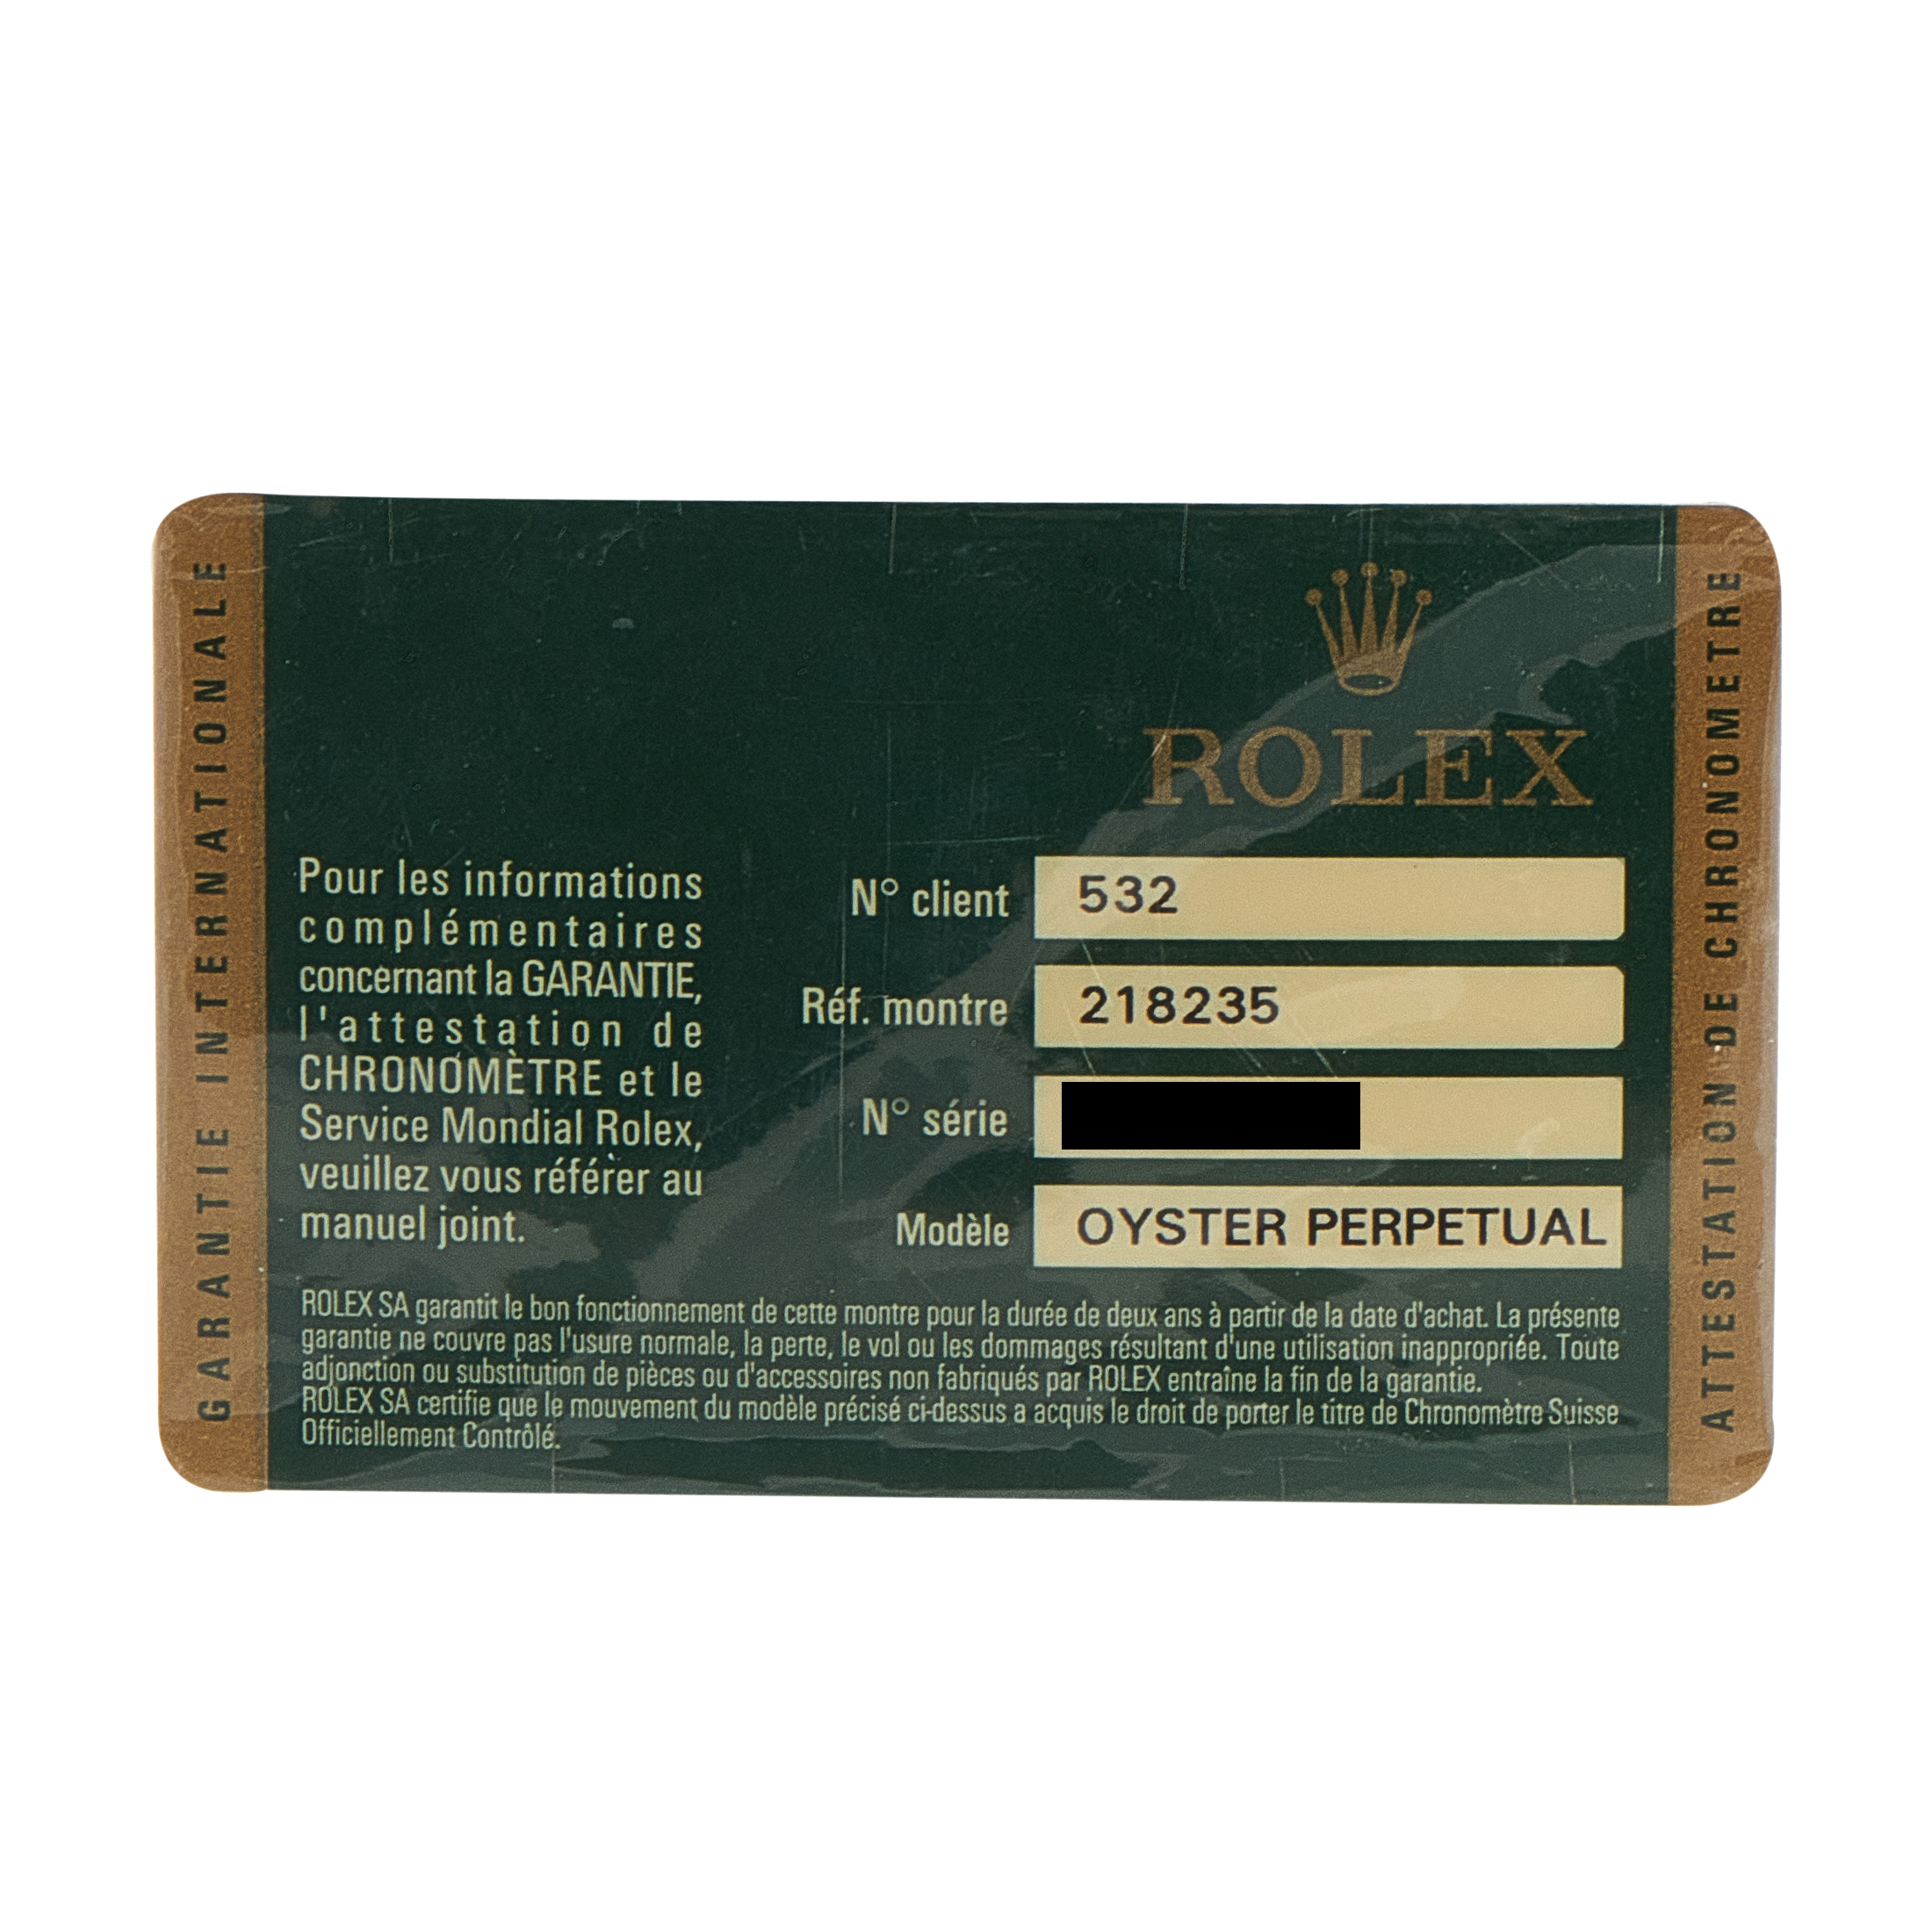 GARANTIE INTERNATIONALE
ROLEX
Pour les informations
complémentaires
concernant la GARANTIE,
l'attestation de
CHRONOMÈTRE et le
Service Mondial Rolex,
veuillez vous référer au
manuel joint.
N° client 532
Réf. montre 218235
N° série
Modèle OYSTER PERPETUAL
ROLEX SA garantit le bon fonctionnement de cette montre pour la durée de deux ans à partir de la date d'achat. La présente
garantie ne couvre pas l'usure normale, la perte, le vol ou les dommages résultant d'une utilisation inappropriée. Toute
adjonction ou substitution de pièces ou d'accessoires non fabriqués par ROLEX entraîne la fin de la garantie.
ROLEX SA certifie que le mouvement du modèle précisé ci-dessus a acquis le droit de porter le titre de Chronomètre Suisse
Officiellement Contrôlé.
ATTESTATION DE CHRONOMETRE